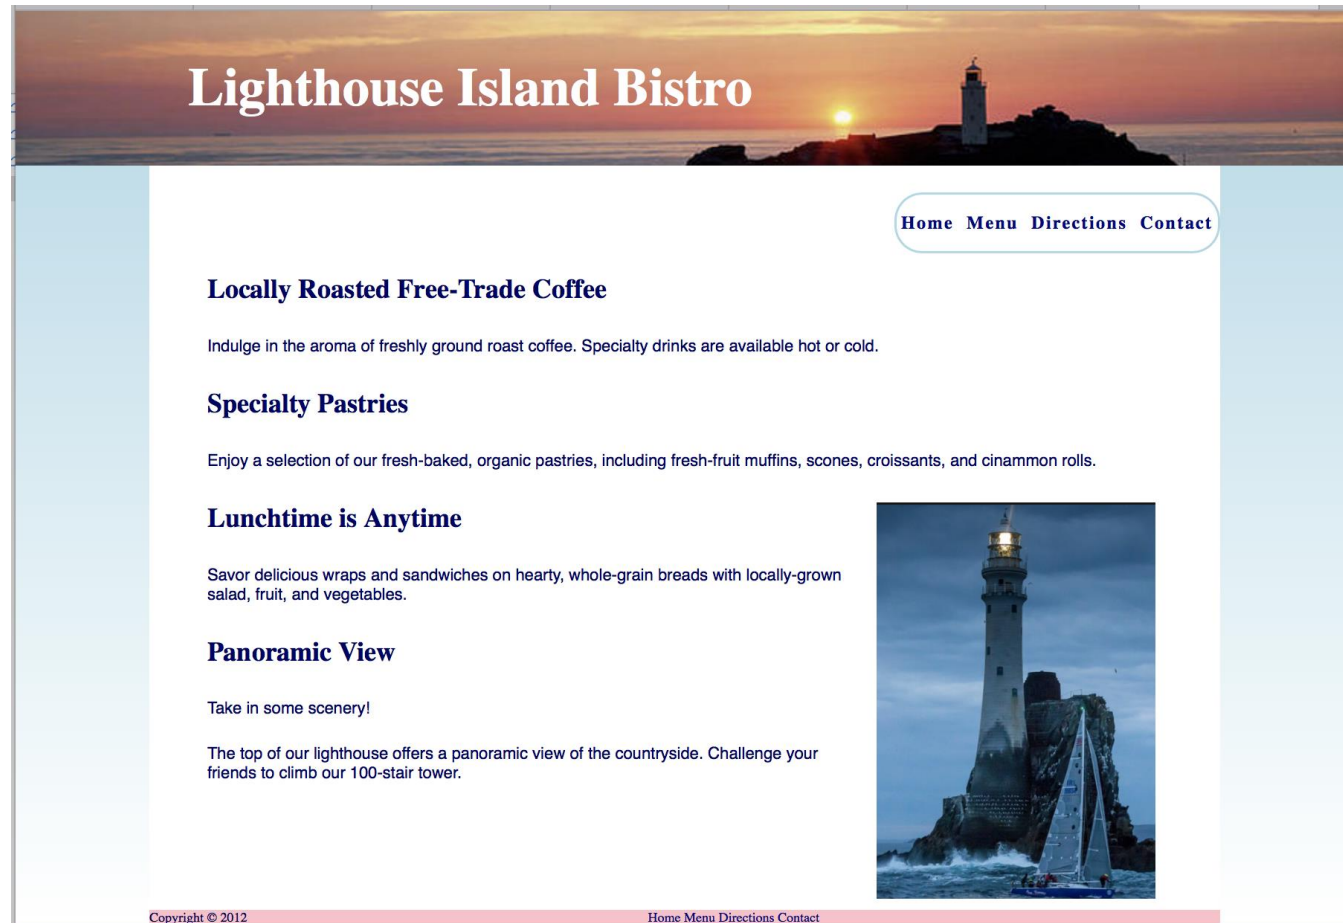 Lighthouse Island Bistro
Home Menu Directions Contact
Locally Roasted Free-Trade Coffee
Indulge in the aroma of freshly ground roast coffee. Specialty drinks are available hot or cold.
Specialty Pastries
Enjoy a selection of our fresh-baked, organic pastries, including fresh-fruit muffins, scones, croissants, and cinammon rolls.
Lunchtime is Anytime
Savor delicious wraps and sandwiches on hearty, whole-grain breads with locally-grown
salad, fruit, and vegetables.
Panoramic View
Take in some scenery!
The top of our lighthouse offers a panoramic view of the countryside. Challenge your
friends to climb our 100-stair tower.
Copyright © 2012 Home Menu Directions Contact